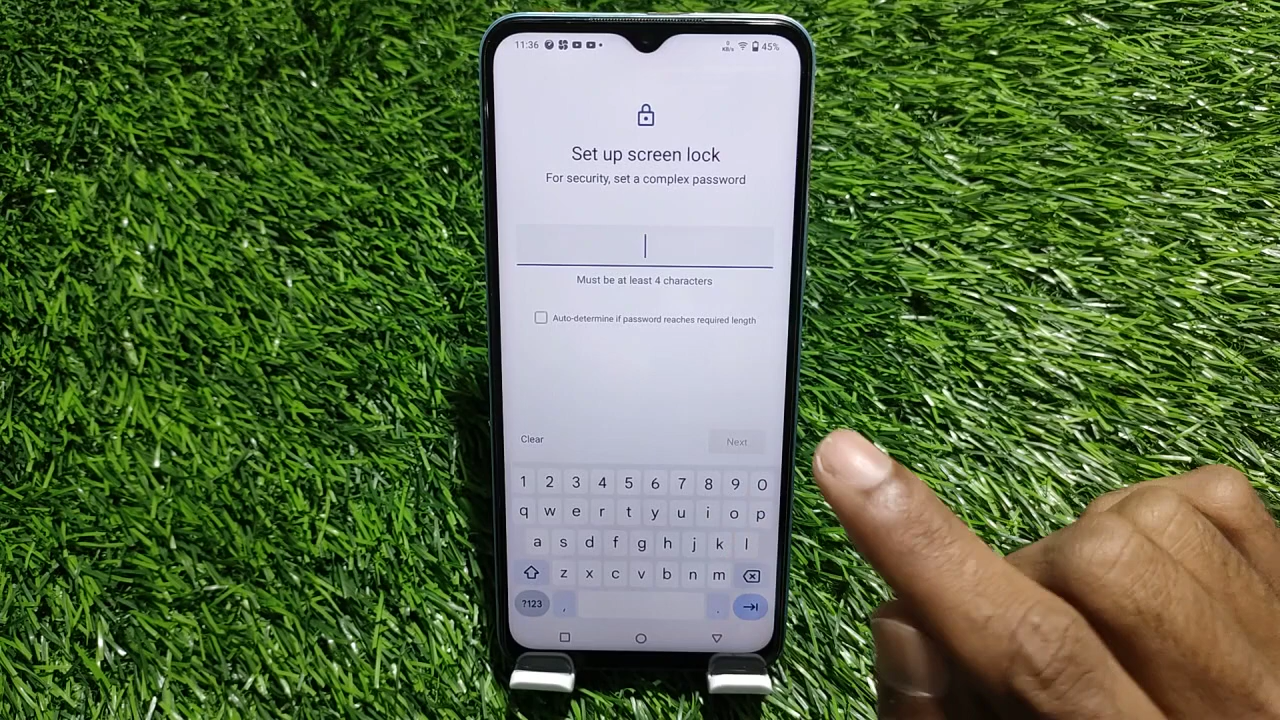 11:36 0 KB/s 45%
Set up screen lock
For security, set a complex password
Must be at least 4 characters
Auto-determine if password reaches required length
Clear Next
1 2 3 4 5 6 7 8 9 0
q w e r t y u i o p
a s d f g h j k l
z x c v b n m
?123 , .